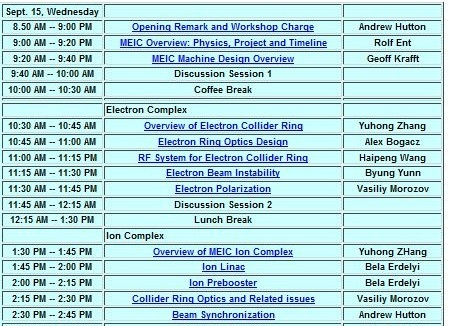 Sept. 15, Wednesday
8.50 AM -- 9:00 PM Opening Remark and Workshop Charge Andrew Hutton
9:00 AM -- 9:20 PM MEIC Overview: Physics, Project and Timeline Rolf Ent
9:20 AM -- 9:40 PM MEIC Machine Design Overview Geoff Krafft
9:40 AM -- 10:00 AM Discussion Session 1
10:00 AM -- 10:30 AM Coffee Break
Electron Complex
10:30 AM -- 10:45 AM Overview of Electron Collider Ring Yuhong Zhang
10:45 AM -- 11:00 AM Electron Ring Optics Design Alex Bogacz
11:00 AM -- 11:15 PM RF System for Electron Collider Ring Haipeng Wang
11:15 AM -- 11:30 PM Electron Beam Instability Byung Yunn
11:30 AM -- 11:45 PM Electron Polarization Vasiliy Morozov
11:45 AM -- 12:15 AM Discussion Session 2
12:15 AM -- 1:30 PM Lunch Break
Ion Complex
1:30 PM -- 1:45 PM Overview of MEIC Ion Complex Yuhong ZHang
1:45 PM -- 2:00 PM Ion Linac Bela Erdelyi
2:00 PM -- 2:15 PM Ion Prebooster Bela Erdelyi
2:15 PM -- 2:30 PM Collider Ring Optics and Related issues Vasiliy Morozov
2:30 PM -- 2:45 PM Beam Synchronization Andrew Hutton